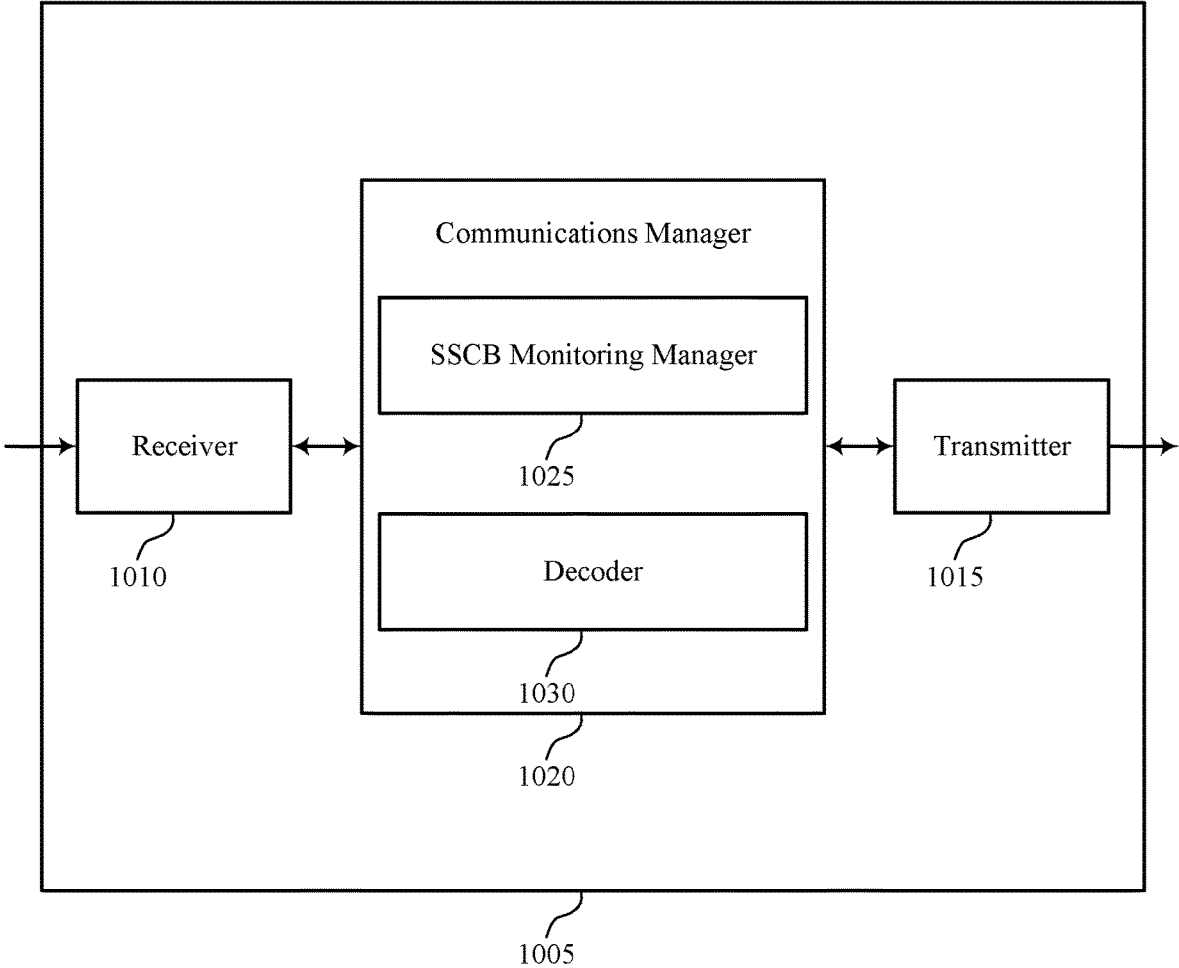 Communications Manager
SSCB Monitoring Manager
1025
Receiver
1010
Transmitter
1015
Decoder
1030
1020
1005